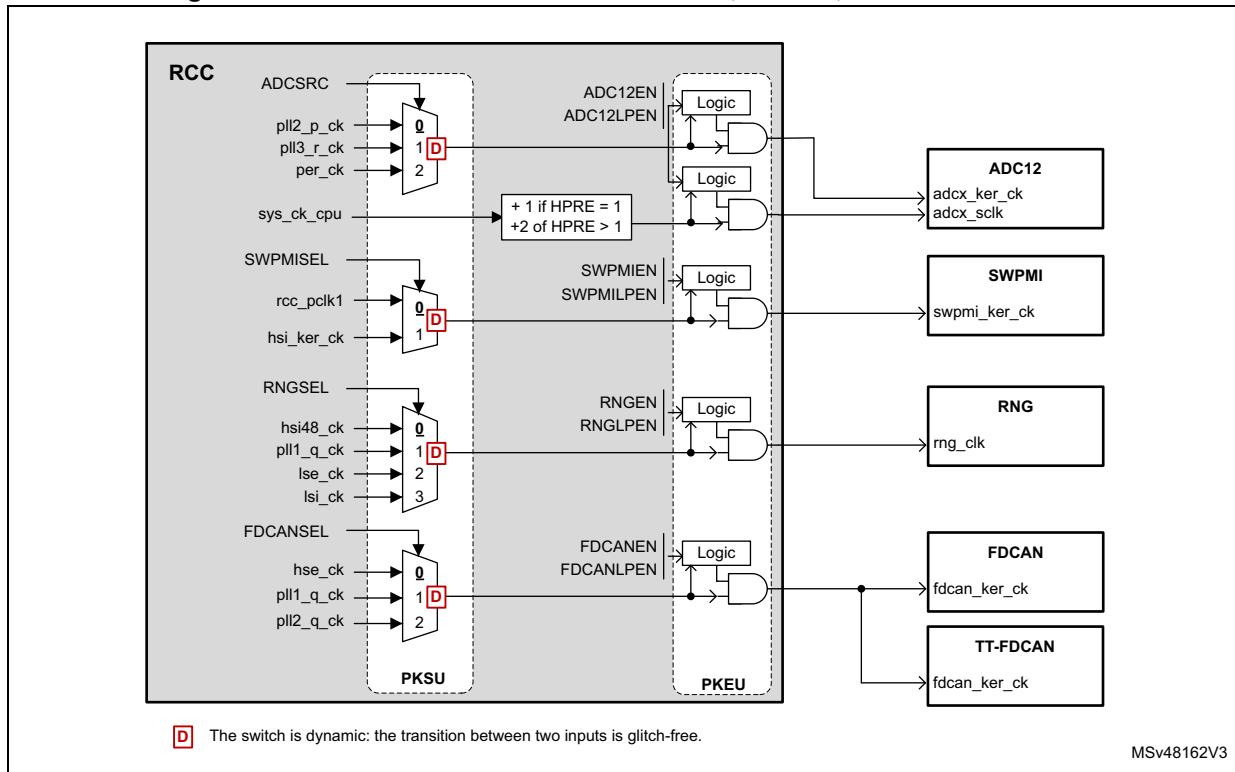 RCC
ADCSRC
pll2_p_ck
0
pll3_r_ck
1
D
per_ck
2
ADC12EN
ADC12LPEN
Logic
Logic
sys_ck_cpu
+ 1 if HPRE = 1
+2 of HPRE > 1
ADC12
adcx_ker_ck
adcx_sclk
SWPMISEL
rcc_pclk1
0
D
hsi_ker_ck
1
SWPMIEN
SWPMILPEN
Logic
SWPMI
swpmi_ker_ck
RNGSEL
hsi48_ck
0
pll1_q_ck
1
D
lse_ck
2
lsi_ck
3
RNGEN
RNGLPEN
Logic
RNG
rng_clk
FDCANSEL
hse_ck
0
pll1_q_ck
1
D
pll2_q_ck
2
FDCANEN
FDCANLPEN
Logic
FDCAN
fdcan_ker_ck
TT-FDCAN
fdcan_ker_ck
PKSU
PKEU
D The switch is dynamic: the transition between two inputs is glitch-free.
MSv48162V3